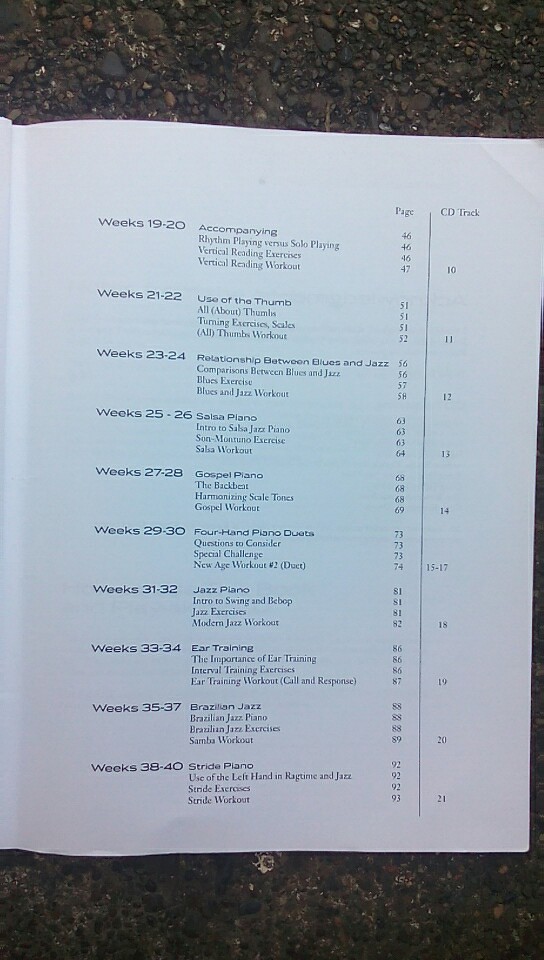 Page CD Track
Weeks 19-20 Accompanying 46
Rhythm Playing versus Solo Playing 46
Vertical Reading Exercises 46
Vertical Reading Workout 47 10
Weeks 21-22 Use of the Thumb 51
All (About) Thumbs 51
Turning Exercises, Scales 51
(All) Thumbs Workout 52 11
Weeks 23-24 Relationship Between Blues and Jazz 56
Comparisons Between Blues and Jazz 56
Blues Exercise 57
Blues and Jazz Workout 58 12
Weeks 25 - 26 Salsa Piano 63
Intro to Salsa Jazz Piano 63
Son-Montuno Exercise 63
Salsa Workout 64 13
Weeks 27-28 Gospel Piano 68
The Backbeat 68
Harmonizing Scale Tones 68
Gospel Workout 69 14
Weeks 29-30 Four-Hand Piano Duets 73
Questions to Consider 73
Special Challenge 73
New Age Workout #2 (Duet) 74 15-17
Weeks 31-32 Jazz Piano 81
Intro to Swing and Bebop 81
Jazz Exercises 81
Modern Jazz Workout 82 18
Weeks 33-34 Ear Training 86
The Importance of Ear Training 86
Interval Training Exercises 86
Ear Training Workout (Call and Response) 87 19
Weeks 35-37 Brazilian Jazz 88
Brazilian Jazz Piano 88
Brazilian Jazz Exercises 88
Samba Workout 89 20
Weeks 38-40 Stride Piano 92
Use of the Left Hand in Ragtime and Jazz 92
Stride Exercises 92
Stride Workout 93 21